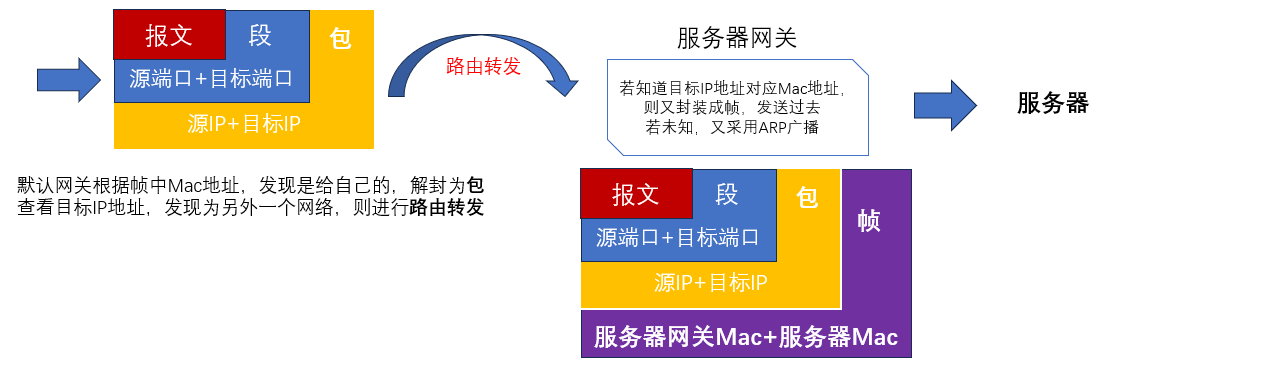 报文
段
包
源端口+目标端口
源IP+目标IP
路由转发
服务器网关
若知道目标IP地址对应Mac地址，
则又封装成帧，发送过去
若未知，又采用ARP广播
服务器
默认网关根据帧中Mac地址，发现是给自己的，解封为包
查看目标IP地址，发现为另外一个网络，则进行路由转发
报文
段
包
帧
源端口+目标端口
源IP+目标IP
服务器网关Mac+服务器Mac